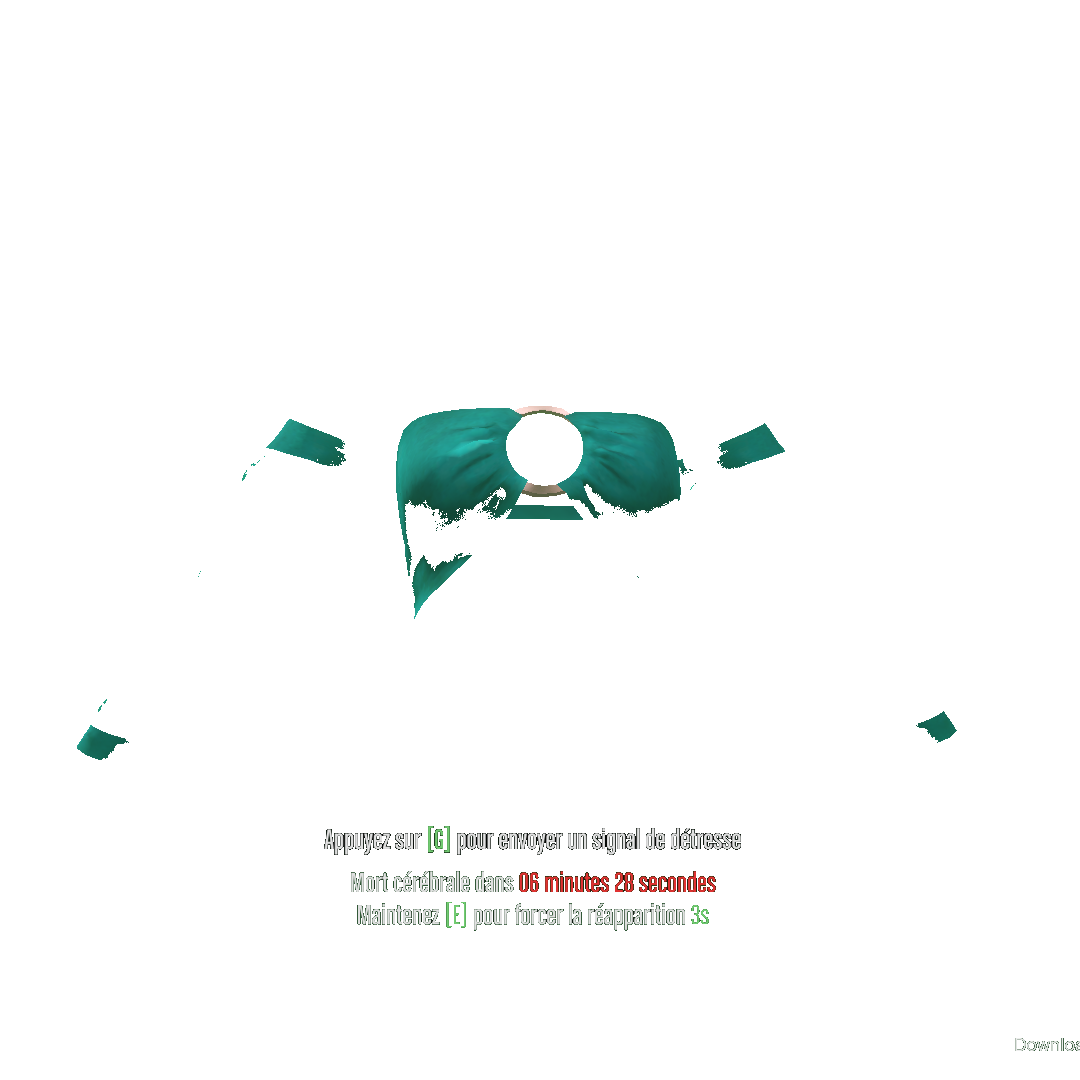 Appuyez sur [G] pour envoyer un signal de détresse
Mort cérébrale dans 06 minutes 28 secondes
Maintenez [E] pour forcer la réapparition 3s